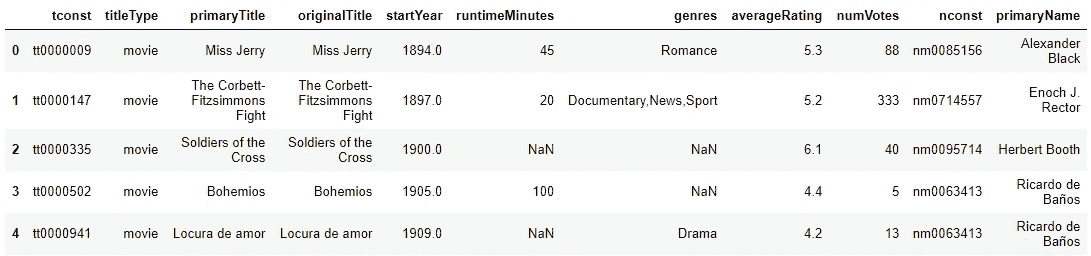 tconst titleType primaryTitle originalTitle startYear runtimeMinutes genres averageRating numVotes nconst primaryName
0 tt0000009 movie Miss Jerry Miss Jerry 1894.0 45 Romance 5.3 88 nm0085156 Alexander Black
1 tt0000147 movie The Corbett-Fitzsimmons Fight The Corbett-Fitzsimmons Fight 1897.0 20 Documentary,News,Sport 5.2 333 nm0714557 Enoch J. Rector
2 tt0000335 movie Soldiers of the Cross Soldiers of the Cross 1900.0 NaN NaN 6.1 40 nm0095714 Herbert Booth
3 tt0000502 movie Bohemios Bohemios 1905.0 100 NaN 4.4 5 nm0063413 Ricardo de Baños
4 tt0000941 movie Locura de amor Locura de amor 1909.0 NaN Drama 4.2 13 nm0063413 Ricardo de Baños